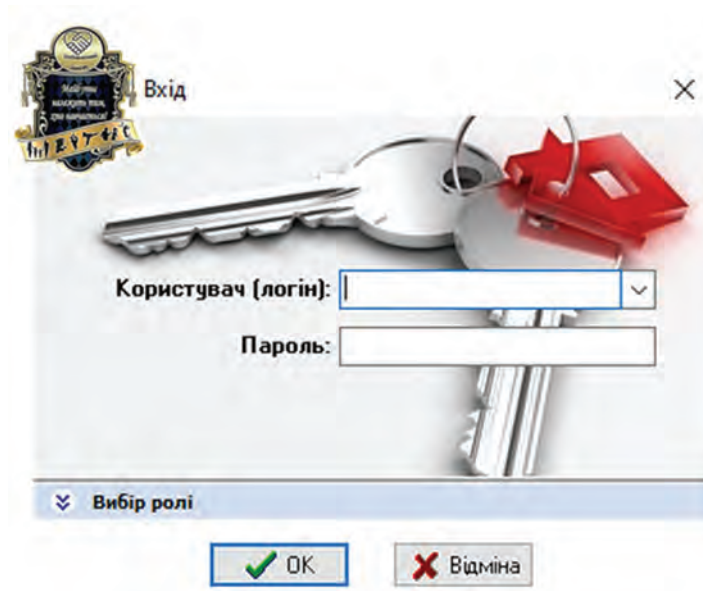 Вхід
Користувач (логін):
Пароль:
Вибір ролі
OK
Відміна